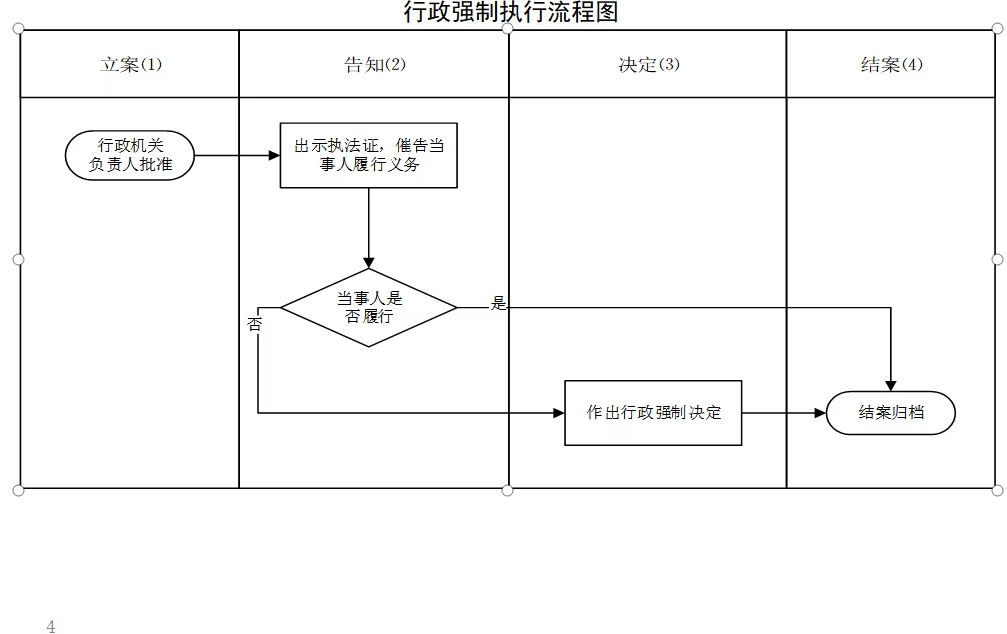 行政强制执行流程图
立案(1)
告知(2)
决定(3)
结案(4)
行政机关
负责人批准
出示执法证，催告当
事人履行义务
当事人是
否履行
是
否
作出行政强制决定
结案归档
4